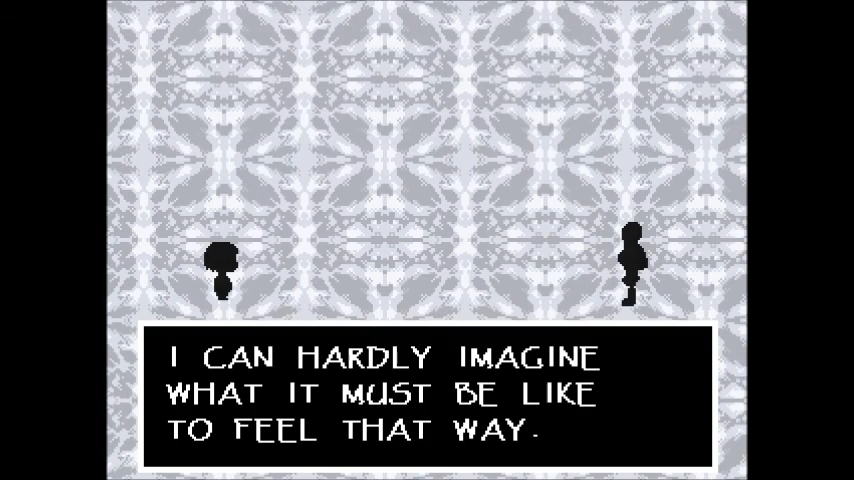 I CAN HARDLY IMAGINE
WHAT IT MUST BE LIKE
TO FEEL THAT WAY.